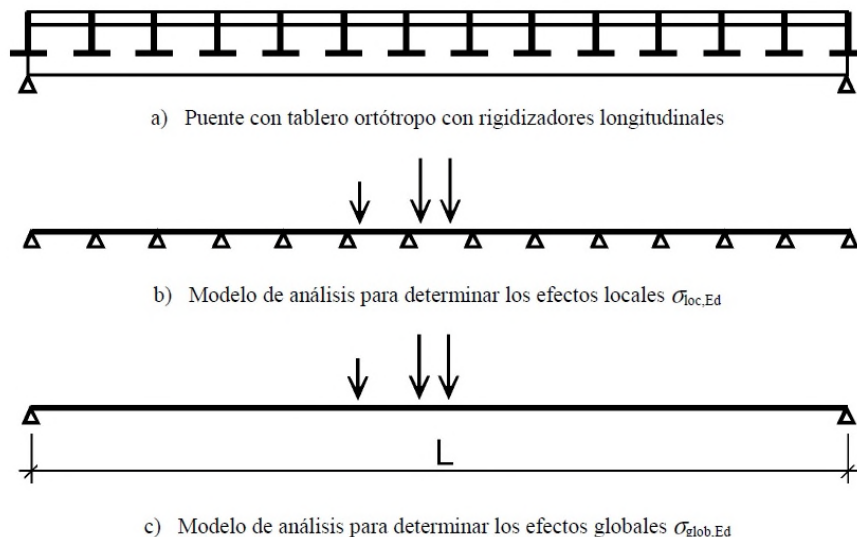 a) Puente con tablero ortótropo con rigidizadores longitudinales
b) Modelo de análisis para determinar los efectos locales σloc,Ed
L
c) Modelo de análisis para determinar los efectos globales σglob,Ed